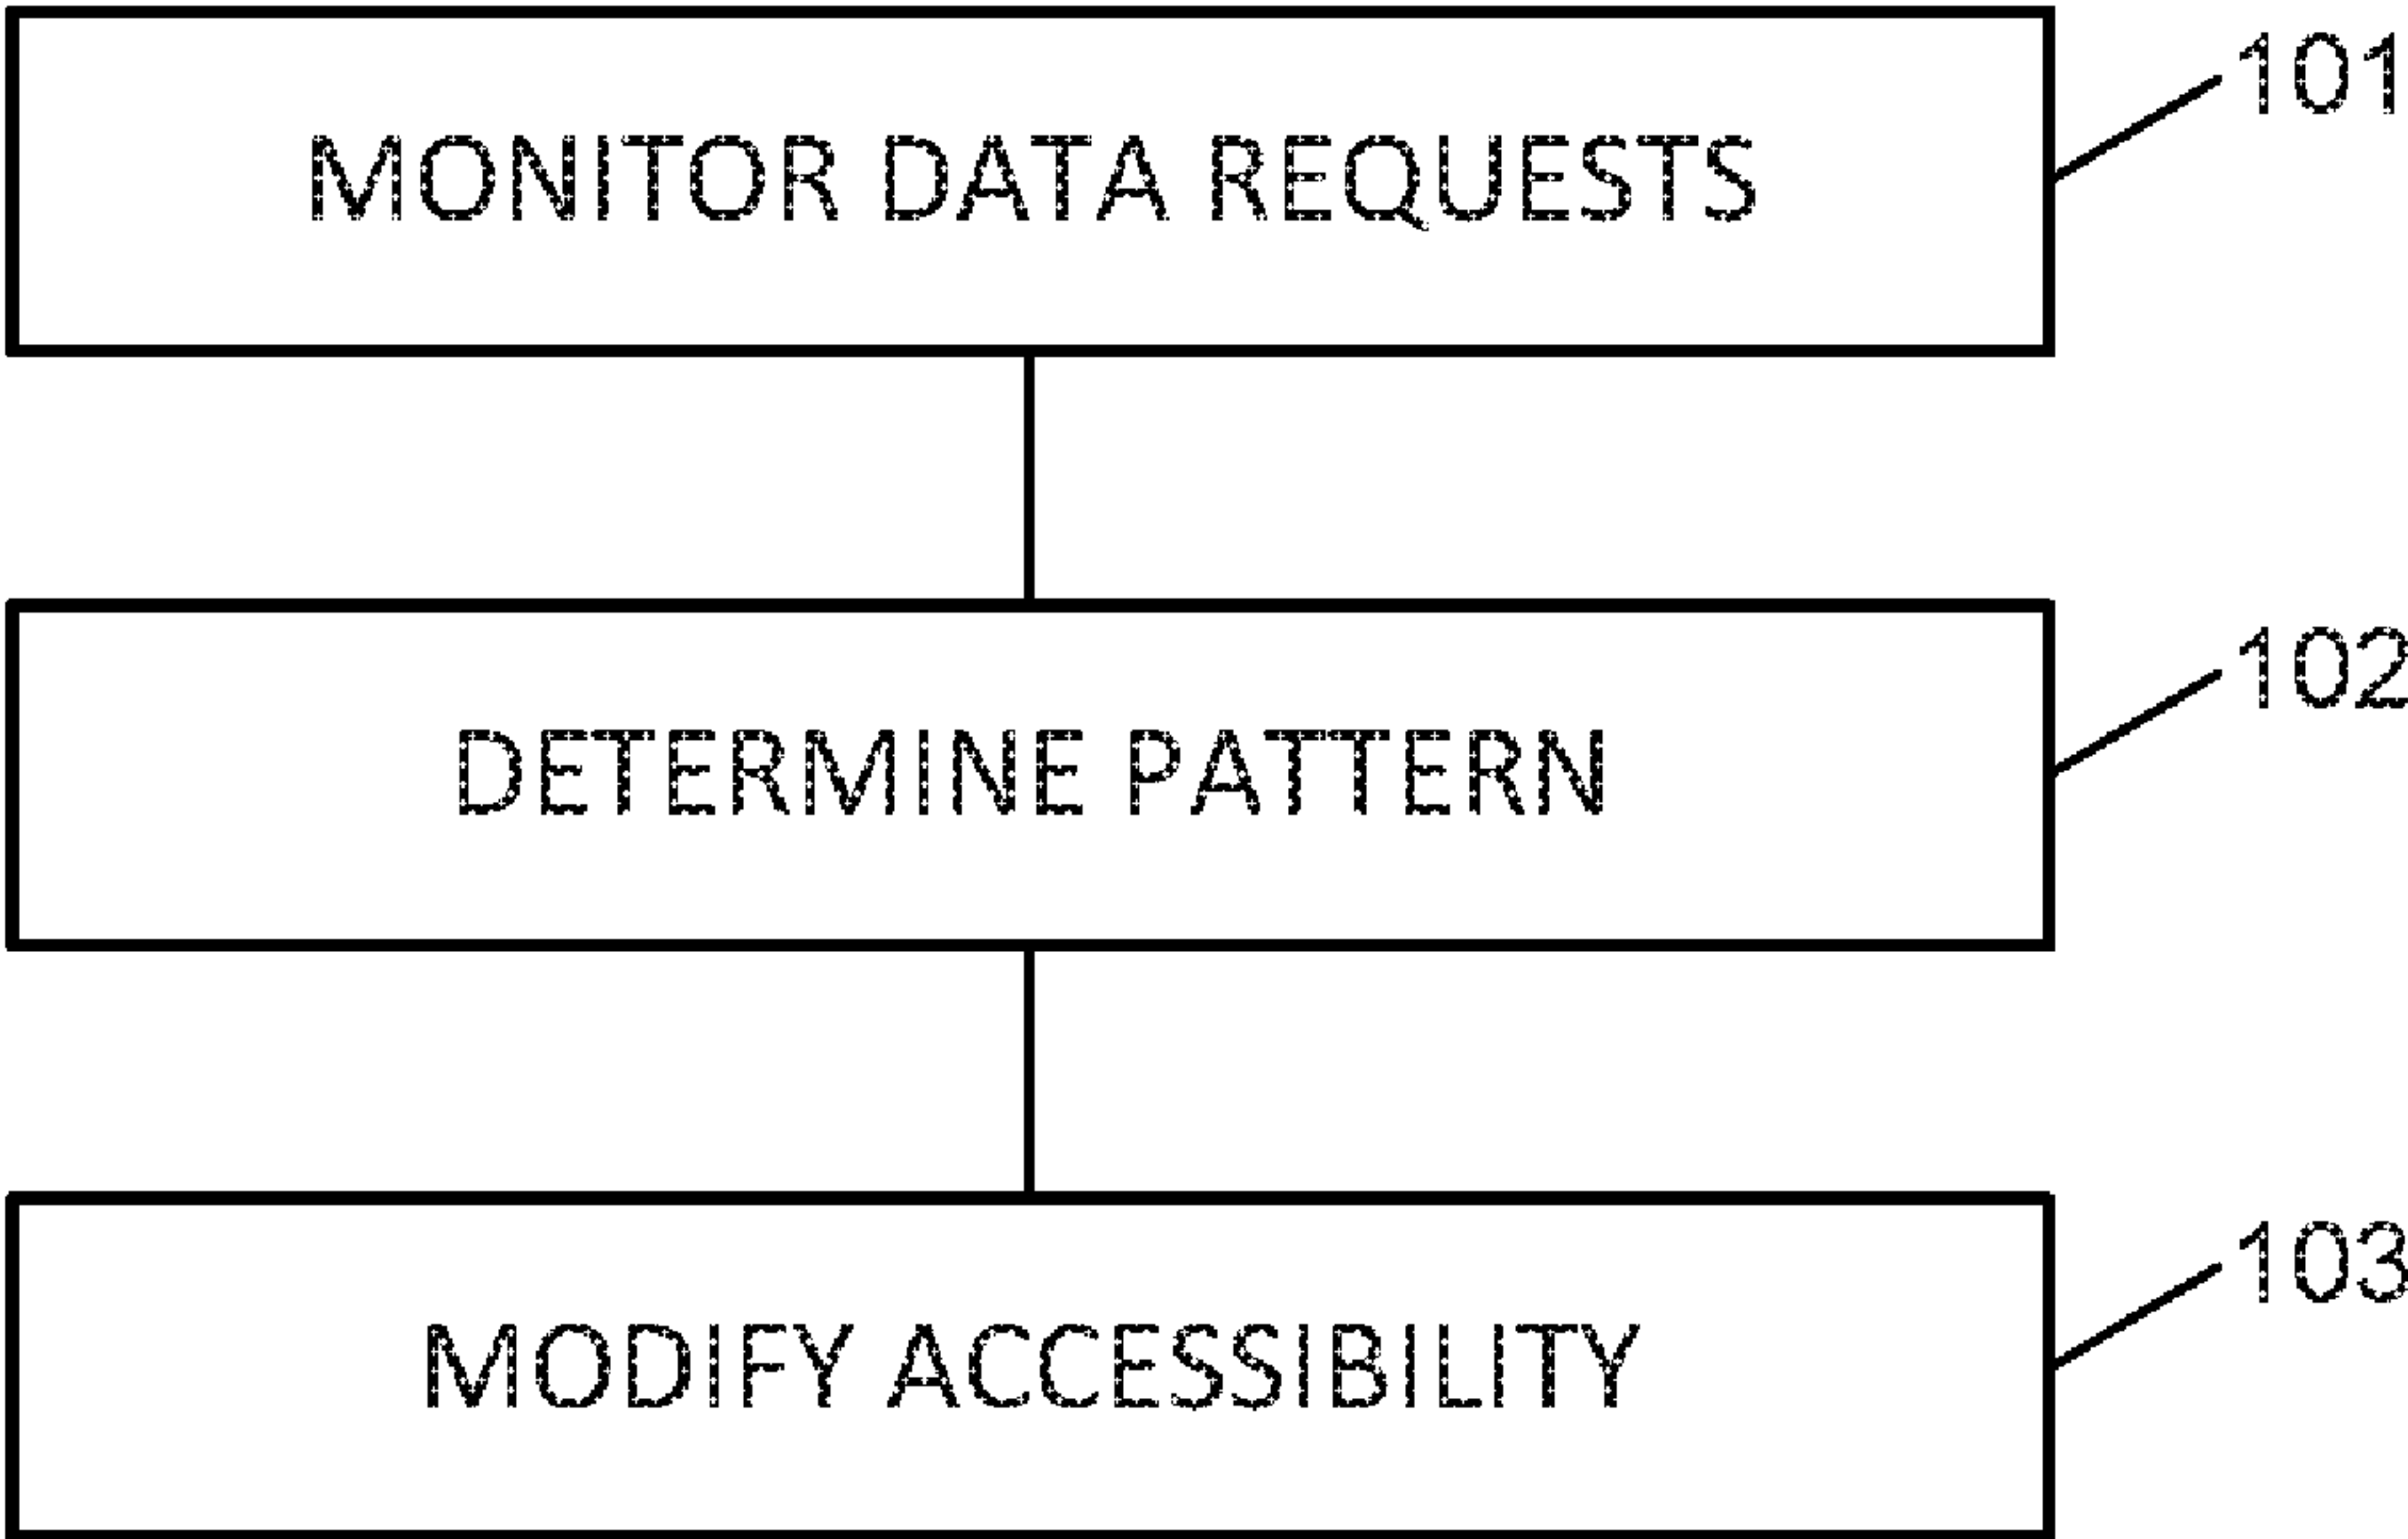 101
MONITOR DATA REQUESTS
102
DETERMINE PATTERN
103
MODIFY ACCESSIBILITY